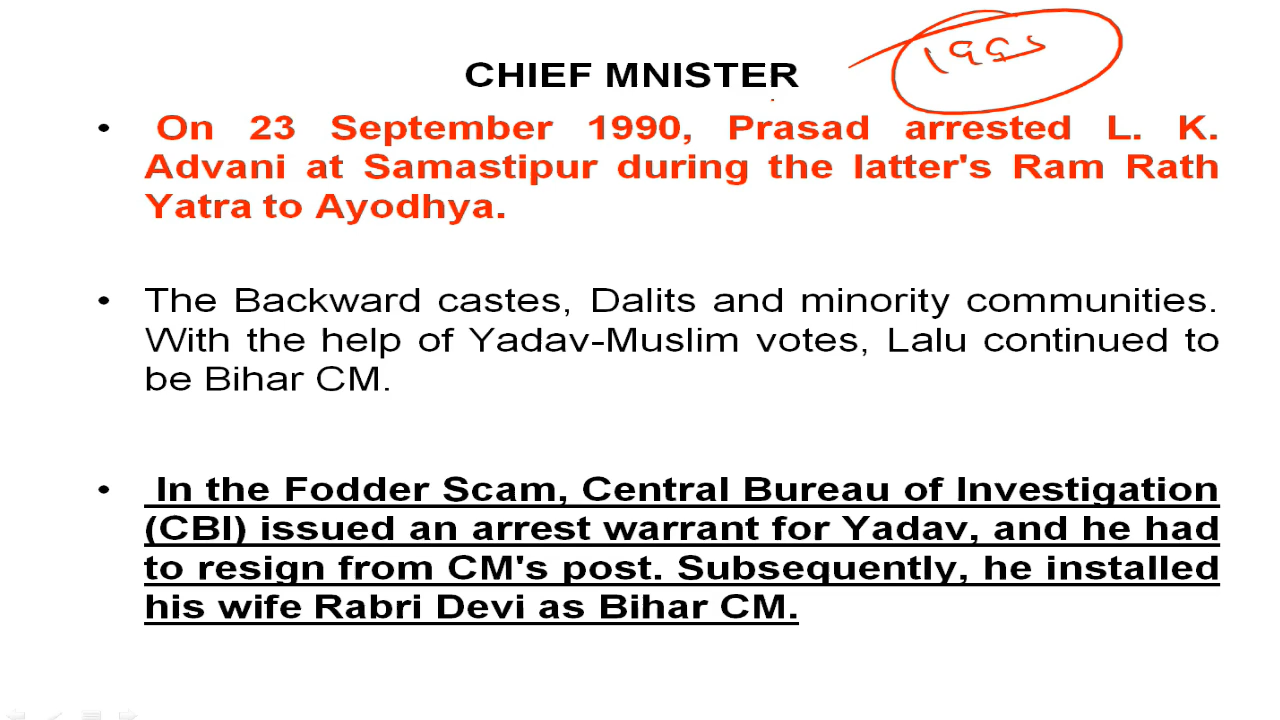 CHIEF MNISTER
• On 23 September 1990, Prasad arrested L. K.
Advani at Samastipur during the latter's Ram Rath
Yatra to Ayodhya.
• The Backward castes, Dalits and minority communities.
With the help of Yadav-Muslim votes, Lalu continued to
be Bihar CM.
• In the Fodder Scam, Central Bureau of Investigation
(CBI) issued an arrest warrant for Yadav, and he had
to resign from CM's post. Subsequently, he installed
his wife Rabri Devi as Bihar CM.